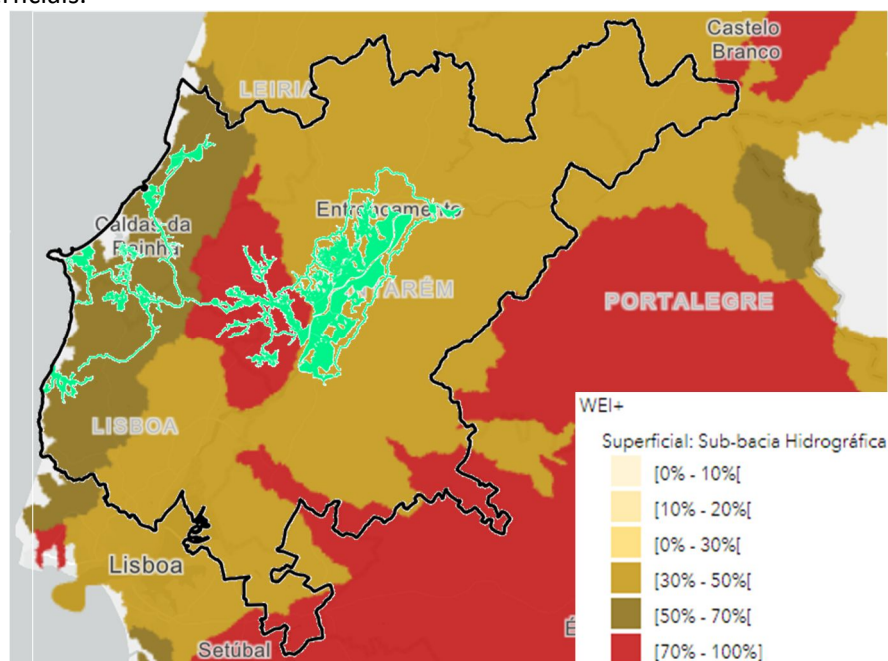 Castelo
Branco
LEIRIA
Entroncamento
Caldas da
Rainha
PORTALEGRE
LISBOA
WEI+
Superficial: Sub-bacia Hidrográfica
[0% - 10%[
[10% - 20%[
[0% - 30%[
[30% - 50%[
[50% - 70%[
[70% - 100%]
Lisboa
Setúbal